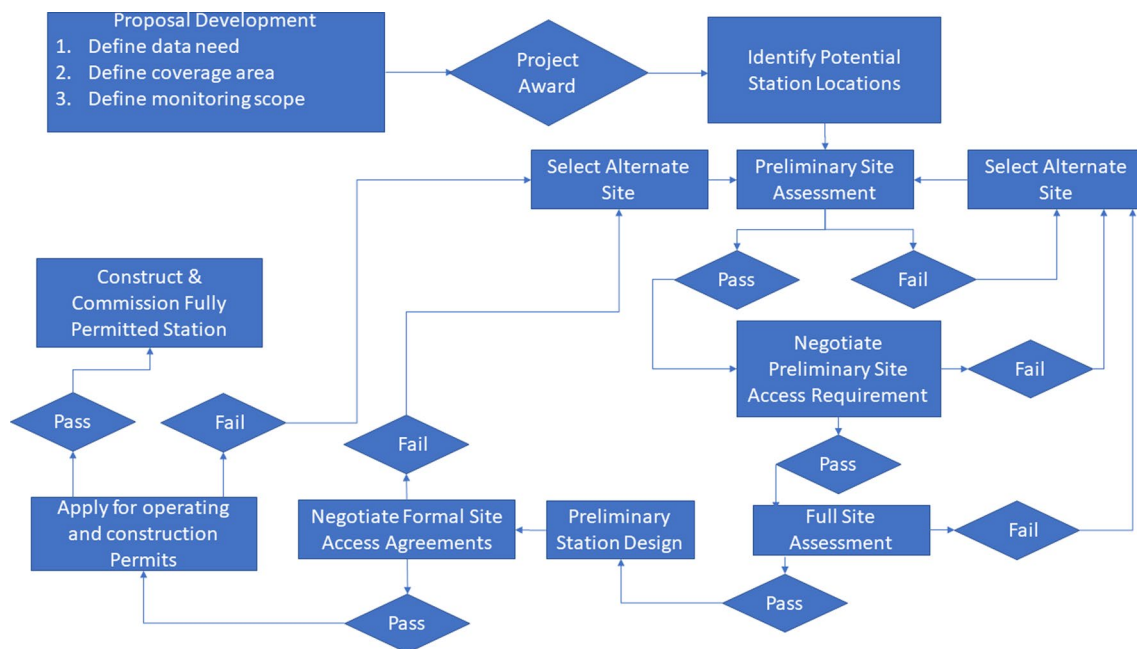 Proposal Development
1. Define data need
2. Define coverage area
3. Define monitoring scope
Project
Award
Identify Potential
Station Locations
Select Alternate
Site
Preliminary Site
Assessment
Select Alternate
Site
Pass
Fail
Construct &
Commission Fully
Permitted Station
Negotiate
Preliminary Site
Access Requirement
Fail
Pass
Fail
Fail
Pass
Apply for operating
and construction
Permits
Negotiate Formal Site
Access Agreements
Preliminary
Station Design
Full Site
Assessment
Fail
Pass
Pass